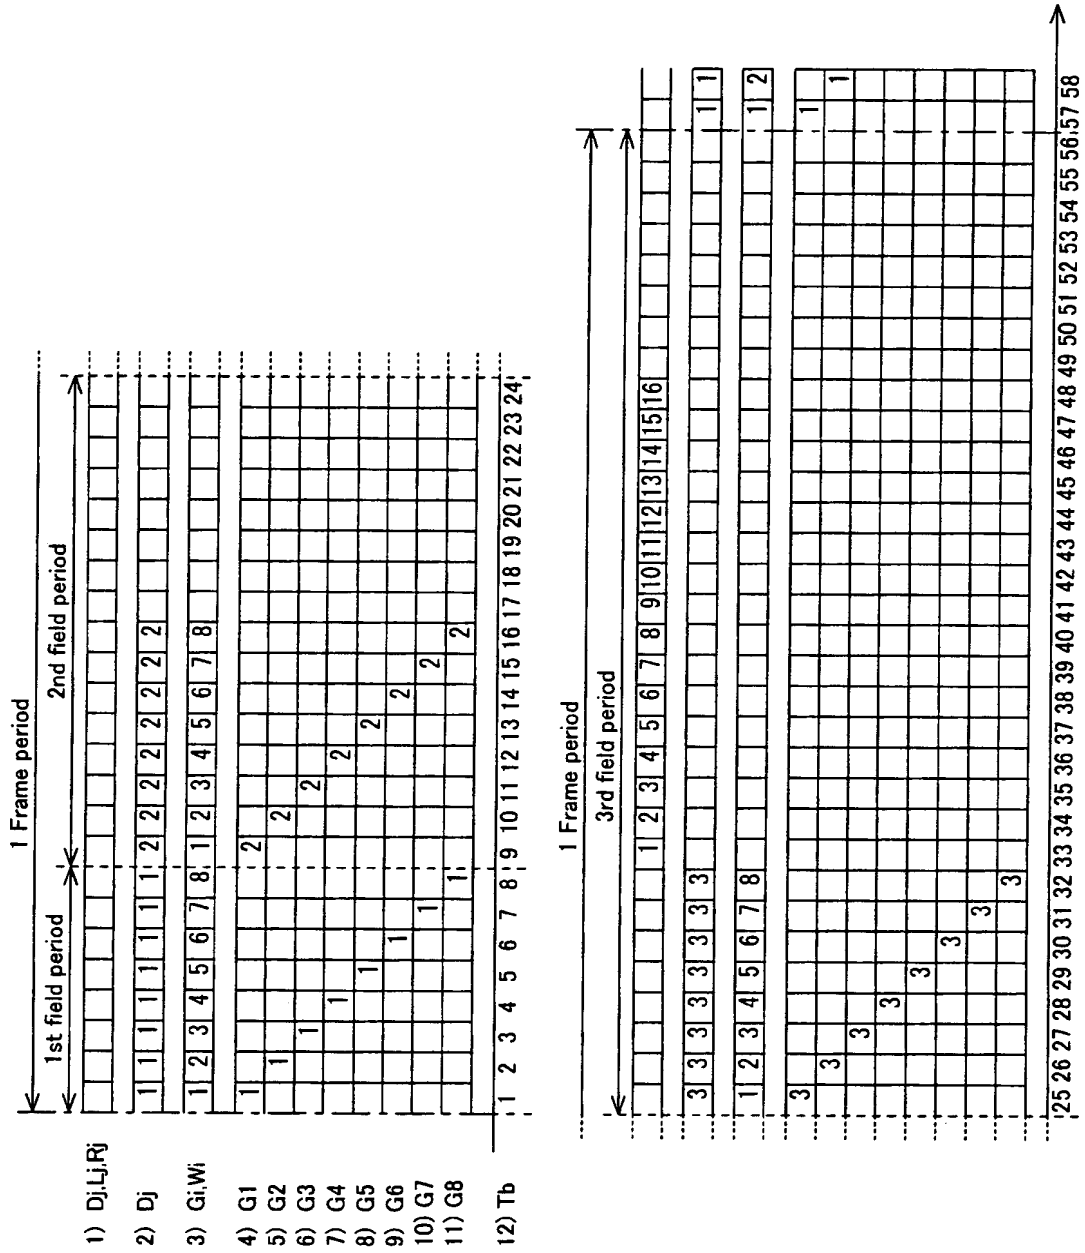 1 Frame period
1st field period 2nd field period
1) Dj,Lj,Rj
2) Dj 1 1 1 1 1 1 1 1 2 2 2 2 2 2 2 2
3) Gi,Wi 1 2 3 4 5 6 7 8 1 2 3 4 5 6 7 8
4) G1 1 2
5) G2 1 2
6) G3 1 2
7) G4 1 2
8) G5 1 2
9) G6 1 2
10) G7 1 2
11) G8 1 2
12) Tb 1 2 3 4 5 6 7 8 9 10 11 12 13 14 15 16 17 18 19 20 21 22 23 24
1 Frame period
3rd field period
1 2 3 4 5 6 7 8 9 10 11 12 13 14 15 16
3 3 3 3 3 3 3 3 1 1
1 2 3 4 5 6 7 8 1 2
3 1
3 1
3
3
3
3
3
3
25 26 27 28 29 30 31 32 33 34 35 36 37 38 39 40 41 42 43 44 45 46 47 48 49 50 51 52 53 54 55 56 57 58